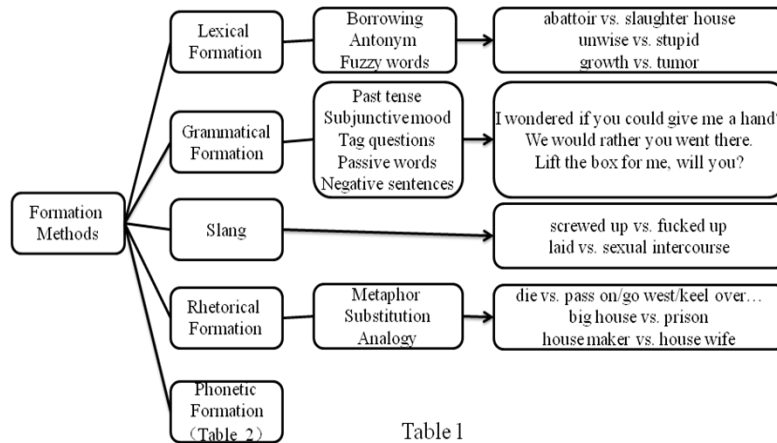 Formation
Methods
Lexical
Formation
Borrowing
Antonym
Fuzzy words
abattoir vs. slaughter house
unwise vs. stupid
growth vs. tumor
Grammatical
Formation
Past tense
Subjunctive mood
Tag questions
Passive words
Negative sentences
I wondered if you could give me a hand?
We would rather you went there.
Lift the box for me, will you?
Slang
screwed up vs. fucked up
laid vs. sexual intercourse
Rhetorical
Formation
Metaphor
Substitution
Analogy
die vs. pass on/go west/keel over…
big house vs. prison
house maker vs. house wife
Phonetic
Formation
（Table 2）
Table 1